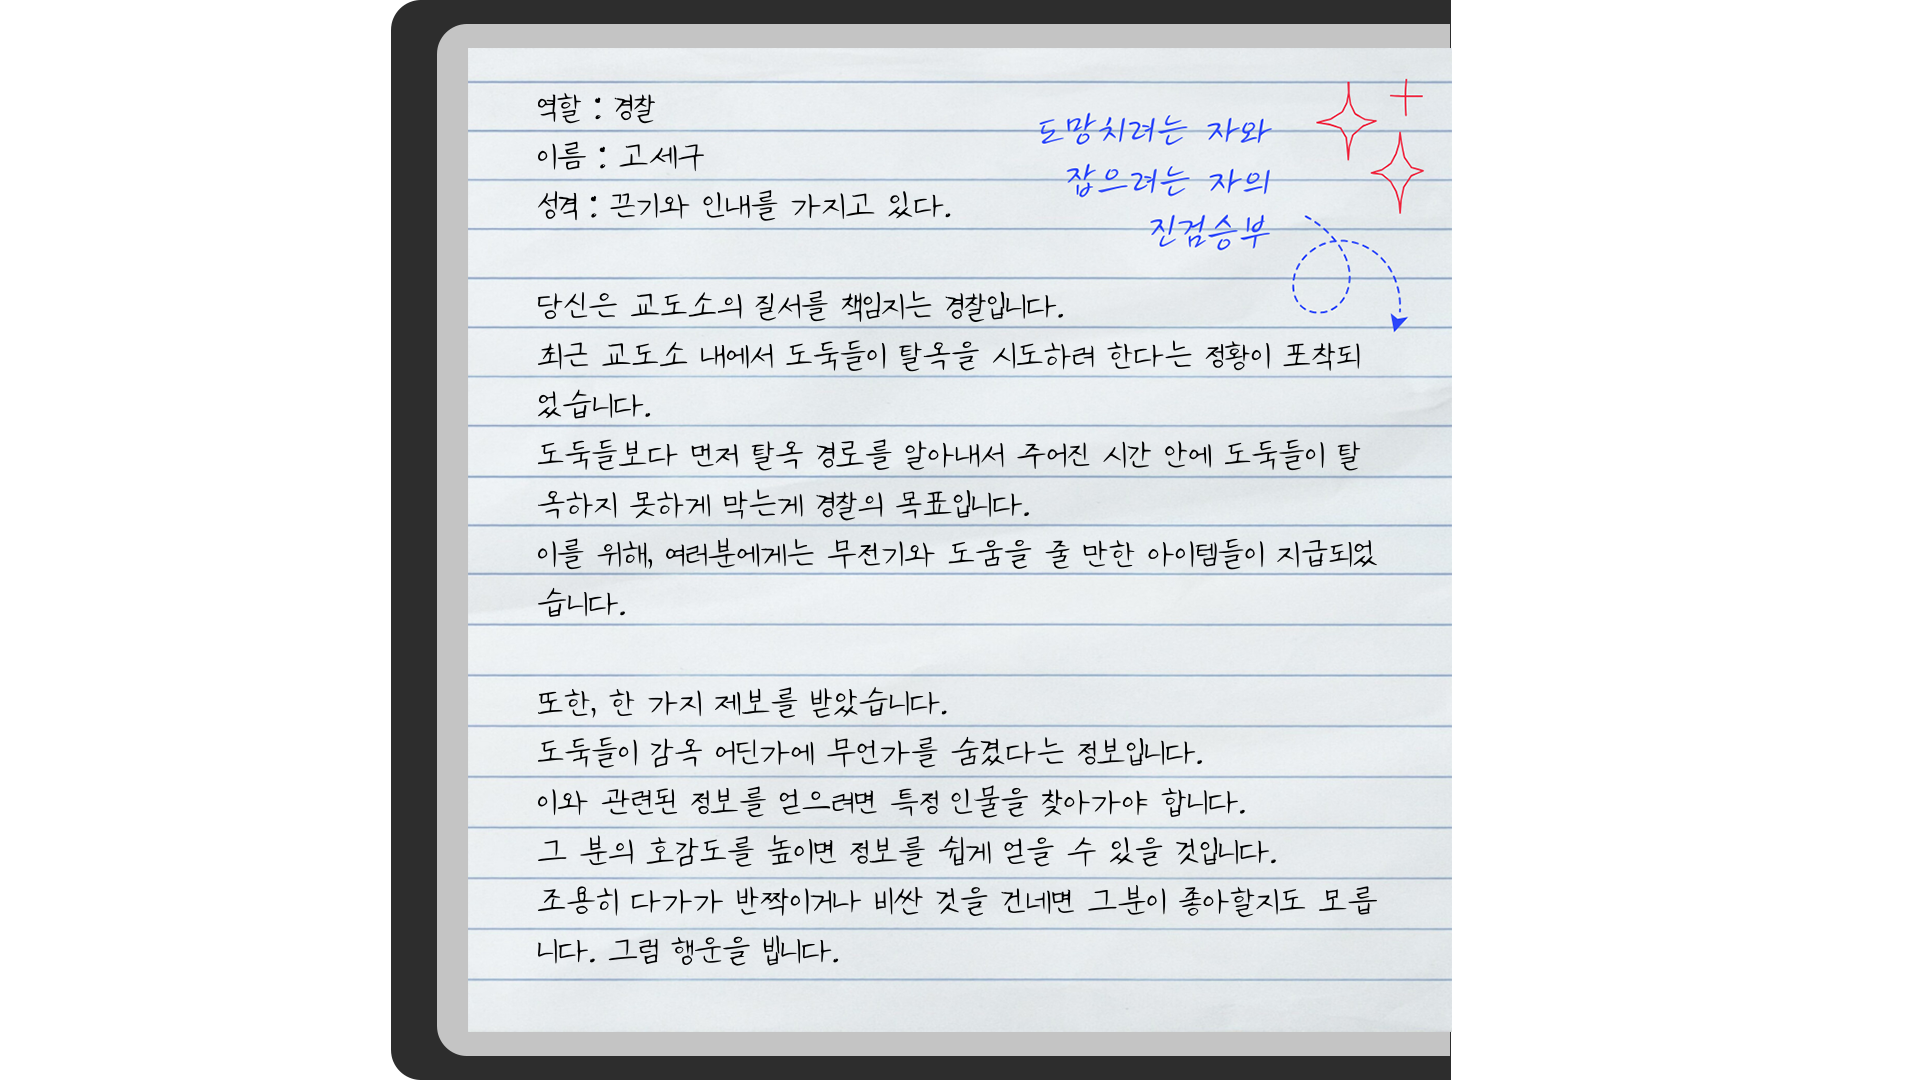 역할 : 경찰
이름 : 고세구
성격 : 끈기와 인내를 가지고 있다.
도망치려는 자와
잡으려는 자의
진검승부
당신은 교도소의 질서를 책임지는 경찰입니다.
최근 교도소 내에서 도둑들이 탈옥을 시도하려 한다는 정황이 포착되
었습니다.
도둑들보다 먼저 탈옥 경로를 알아내서 주어진 시간 안에 도둑들이 탈
옥하지 못하게 막는게 경찰의 목표입니다.
이를 위해, 여러분에게는 무전기와 도움을 줄 만한 아이템들이 지급되었
습니다.
또한, 한 가지 제보를 받았습니다.
도둑들이 감옥 어딘가에 무언가를 숨겼다는 정보입니다.
이와 관련된 정보를 얻으려면 특정 인물을 찾아가야 합니다.
그 분의 호감도를 높이면 정보를 쉽게 얻을 수 있을 것입니다.
조용히 다가가 반짝이거나 비싼 것을 건네면 그분이 좋아할지도 모릅
니다. 그럼 행운을 빕니다.